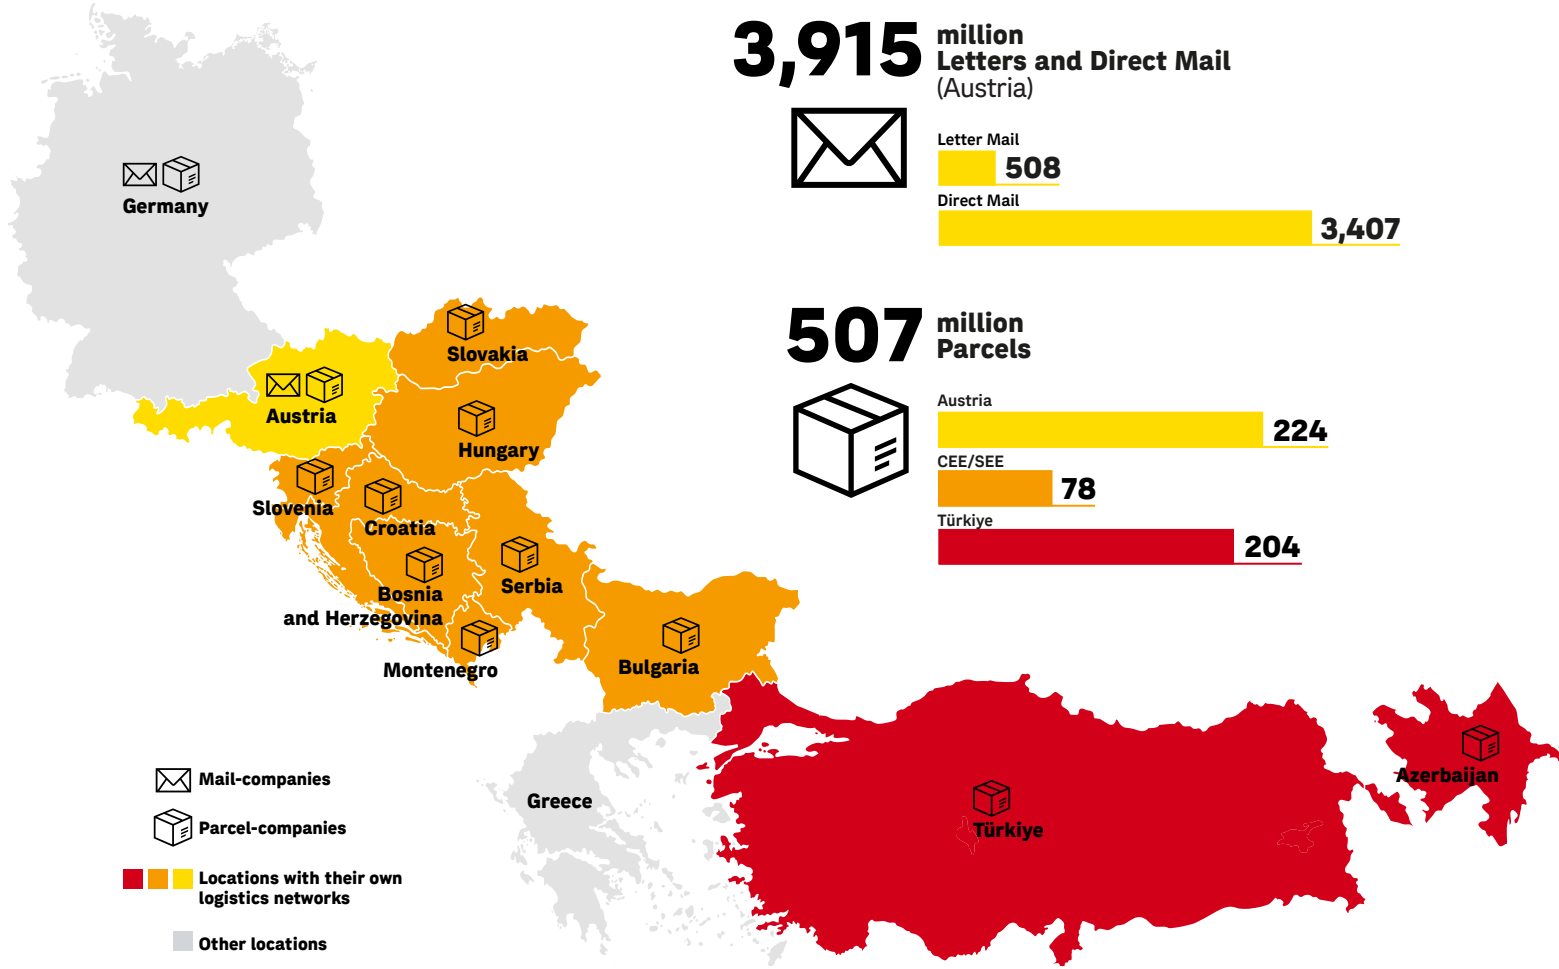 3,915
million
Letters and Direct Mail
(Austria)
Letter Mail
508
Direct Mail
3,407
507
million
Parcels
Austria
224
CEE/SEE
78
Türkiye
204
Germany
Slovakia
Austria
Hungary
Slovenia
Croatia
Bosnia
and Herzegovina
Serbia
Montenegro
Bulgaria
Greece
Türkiye
Azerbaijan
Mail-companies
Parcel-companies
Locations with their own
logistics networks
Other locations